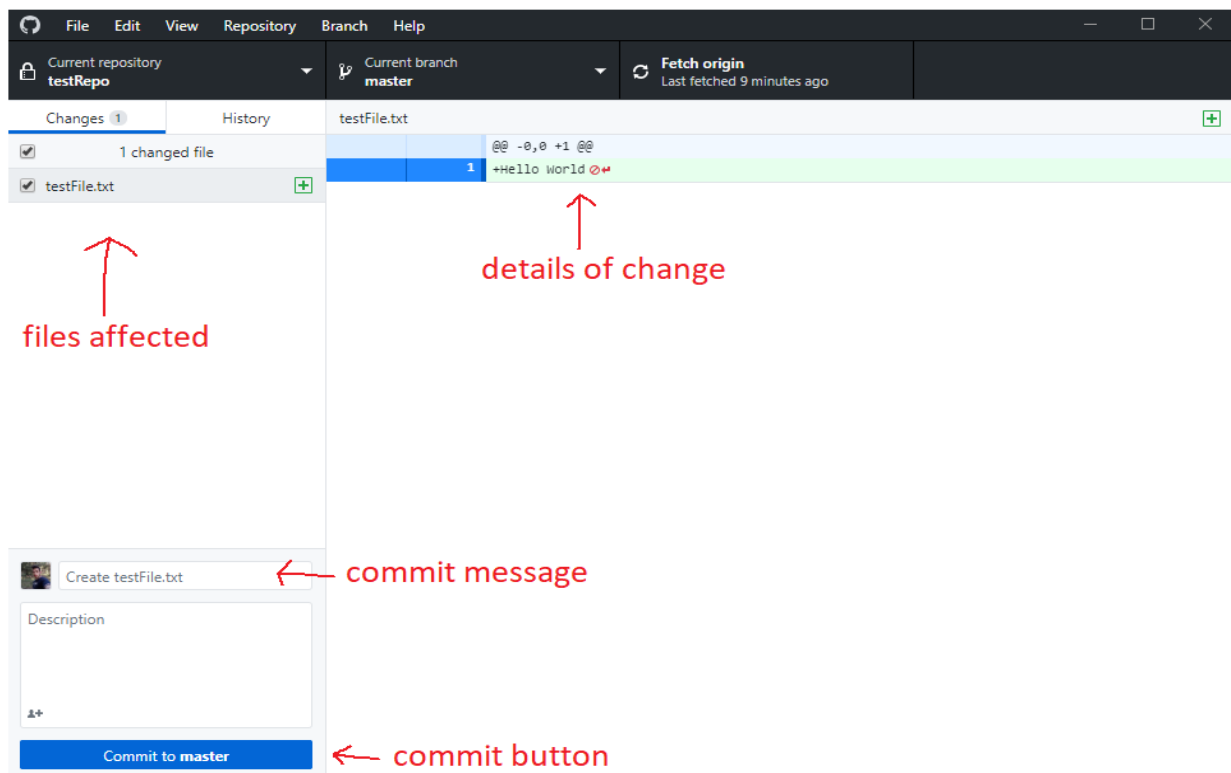 File Edit View Repository Branch Help
Current repository
testRepo
Current branch
master
Fetch origin
Last fetched 9 minutes ago
Changes 1 History
testFile.txt
1 changed file
testFile.txt
@@ -0,0 +1 @@
1 +Hello World
details of change
files affected
Create testFile.txt
commit message
Description
Commit to master
commit button